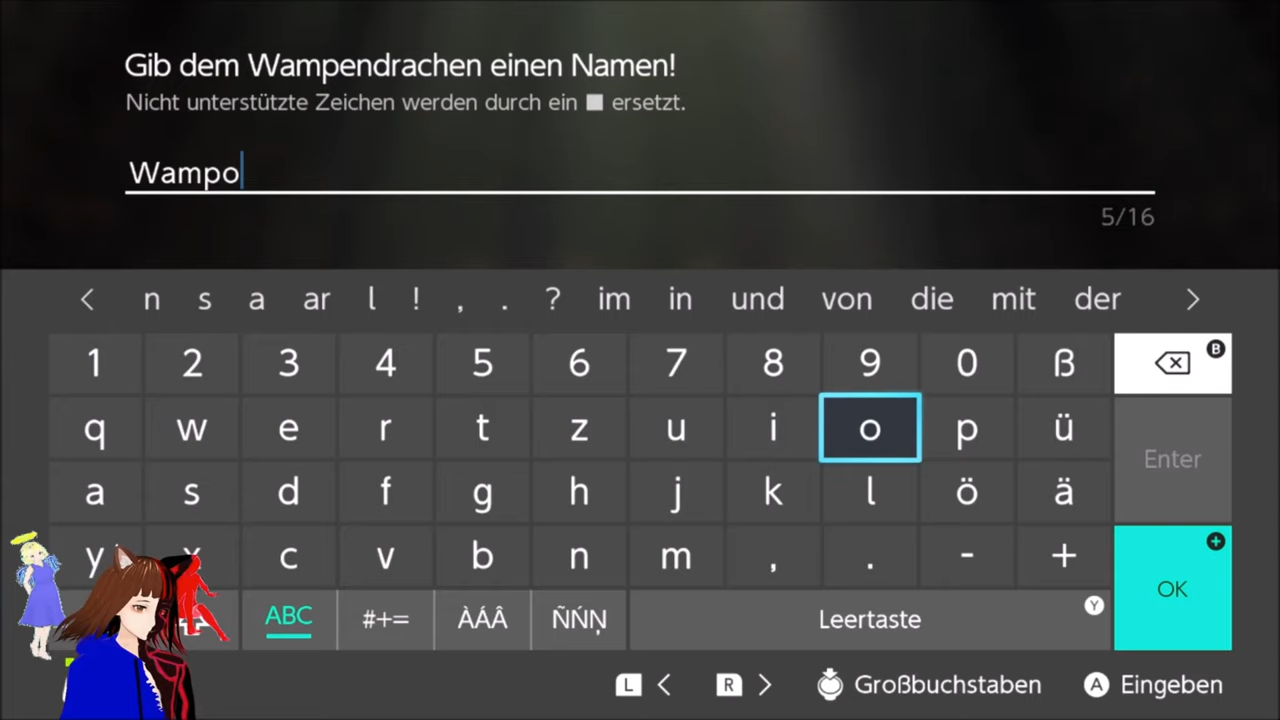 Gib dem Wampendrachen einen Namen!
Nicht unterstützte Zeichen werden durch ein ■ ersetzt.
Wampo
5/16
< n s a ar l ! , . ? im in und von die mit der >
1 2 3 4 5 6 7 8 9 0 ß B
q w e r t z u i o p ü
Enter
a s d f g h j k l ö ä
y x c v b n m , . - + +
OK
ABC #+= ÀÁÂ ÑŃŅ Leertaste Y
L < R > Großbuchstaben A Eingeben